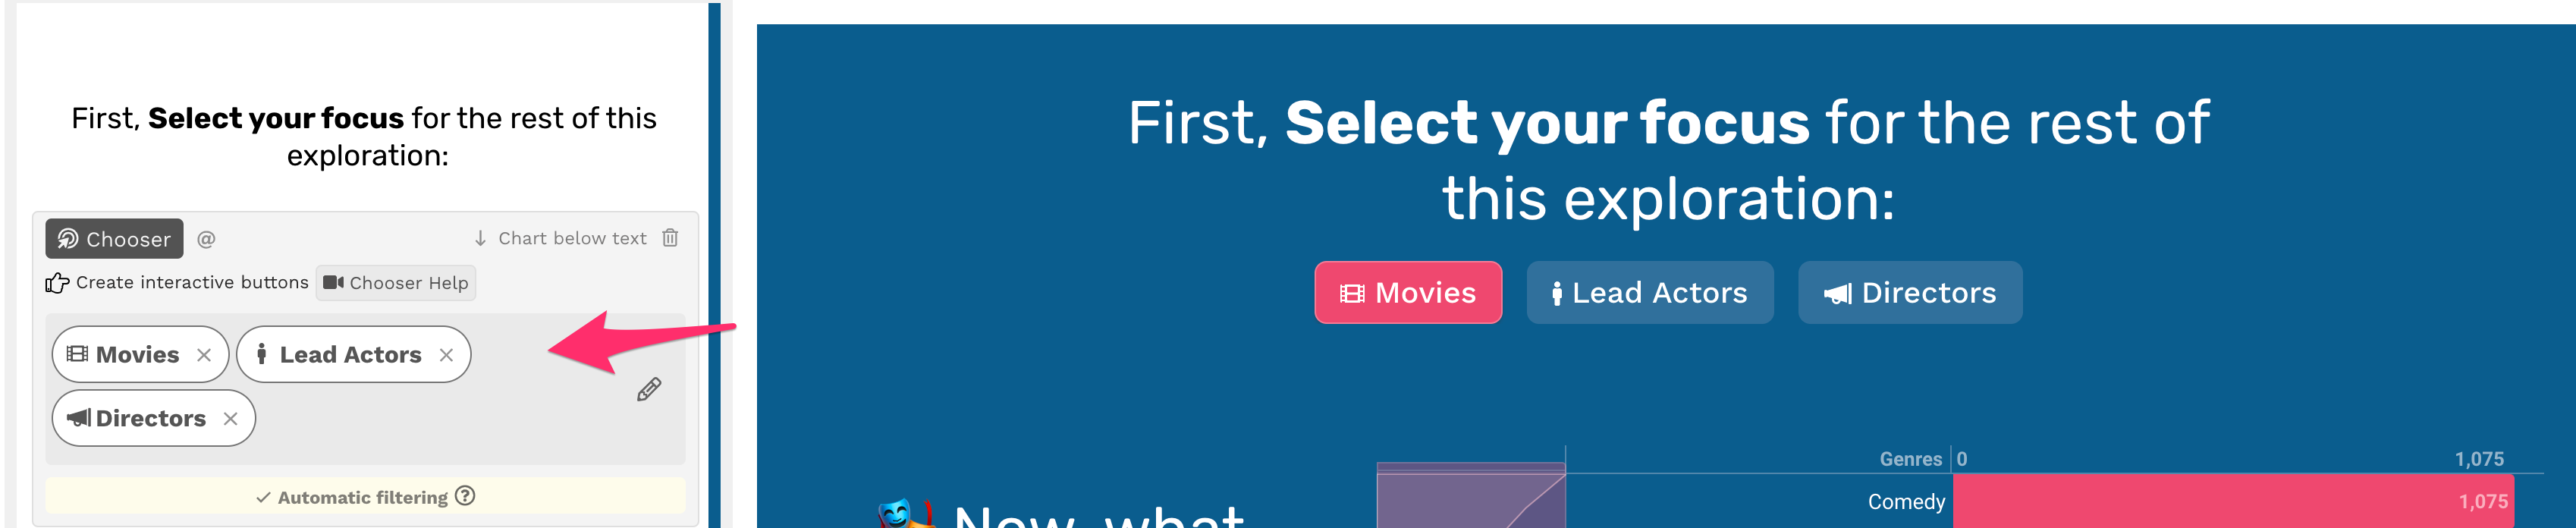 First, Select your focus for the rest of this
exploration:
Chooser @ ↓ Chart below text
Create interactive buttons Chooser Help
Movies × Lead Actors ×
Directors ×
✓ Automatic filtering ?
First, Select your focus for the rest of
this exploration:
Movies Lead Actors Directors
Genres 0 1,075
Comedy 1,075
Now, what